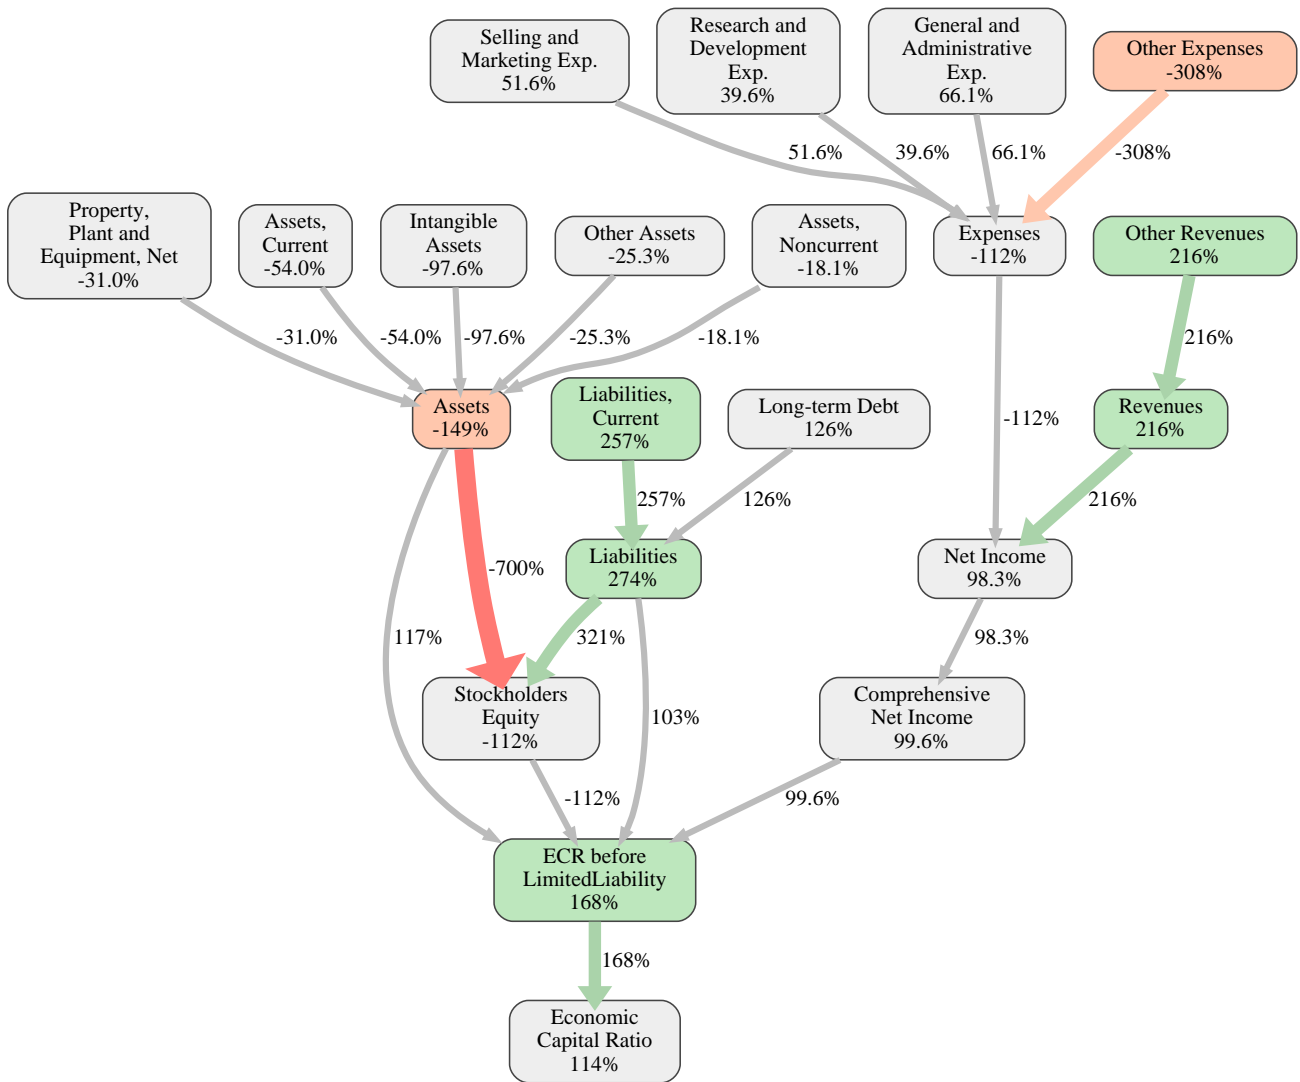 Selling and
Marketing Exp.
51.6%
Research and
Development
Exp.
39.6%
General and
Administrative
Exp.
66.1%
Other Expenses
-308%
51.6%
39.6%
66.1%
-308%
Property,
Plant and
Equipment, Net
-31.0%
Assets,
Current
-54.0%
Intangible
Assets
-97.6%
Other Assets
-25.3%
Assets,
Noncurrent
-18.1%
Expenses
-112%
Other Revenues
216%
-31.0%
-54.0%
-97.6%
-25.3%
-18.1%
-112%
216%
Assets
-149%
Liabilities,
Current
257%
Long-term Debt
126%
Revenues
216%
257%
126%
216%
-700%
Liabilities
274%
Net Income
98.3%
117%
321%
103%
98.3%
Stockholders
Equity
-112%
Comprehensive
Net Income
99.6%
-112%
99.6%
ECR before
LimitedLiability
168%
168%
Economic
Capital Ratio
114%